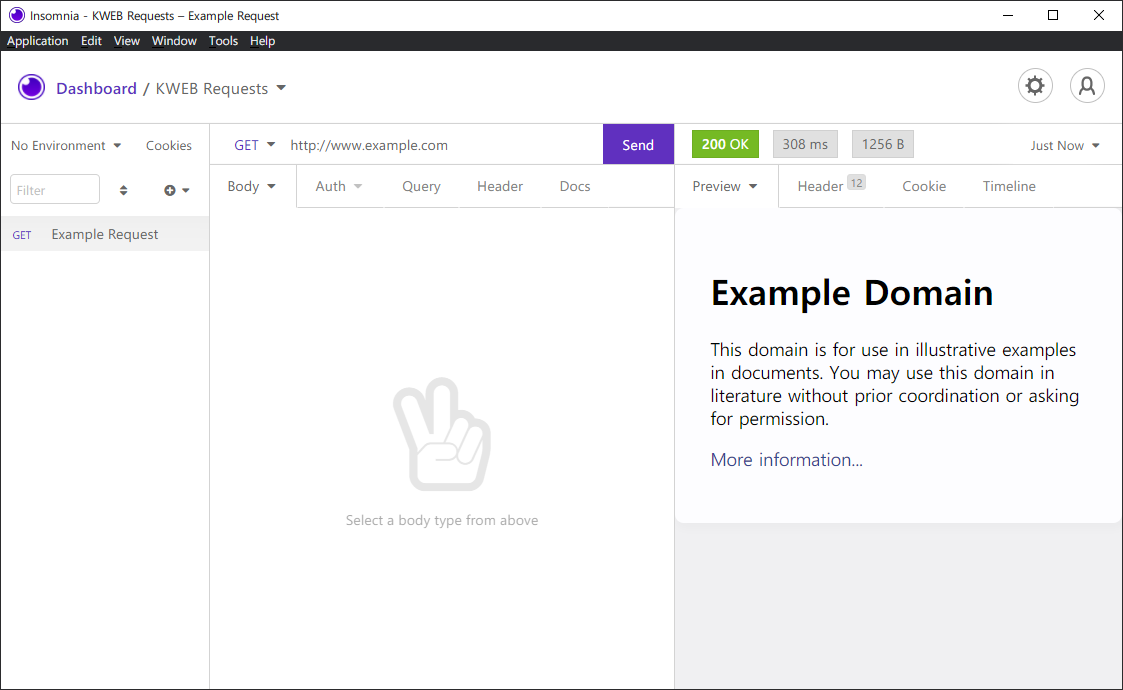 Insomnia - KWEB Requests – Example Request
Application Edit View Window Tools Help
Dashboard / KWEB Requests
No Environment Cookies
Filter
GET Example Request
GET http://www.example.com Send
Body Auth Query Header Docs
Select a body type from above
200 OK 308 ms 1256 B Just Now
Preview Header 12 Cookie Timeline
Example Domain
This domain is for use in illustrative examples
in documents. You may use this domain in
literature without prior coordination or asking
for permission.
More information...